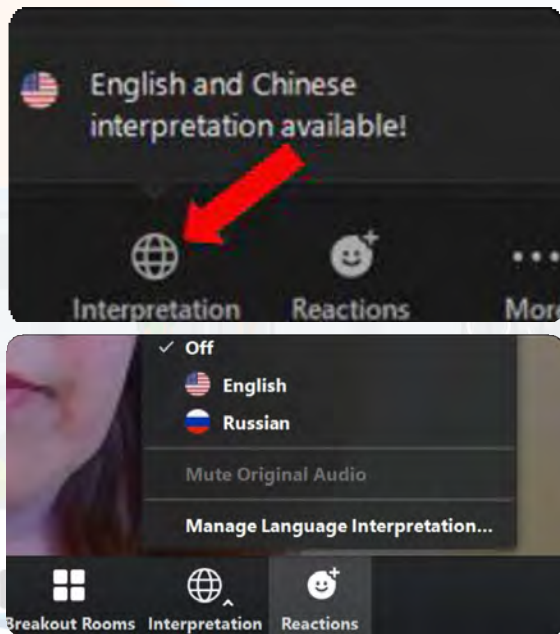 English and Chinese
interpretation available!
Interpretation Reactions More
Off
English
Russian
Mute Original Audio
Manage Language Interpretation...
Breakout Rooms Interpretation Reactions